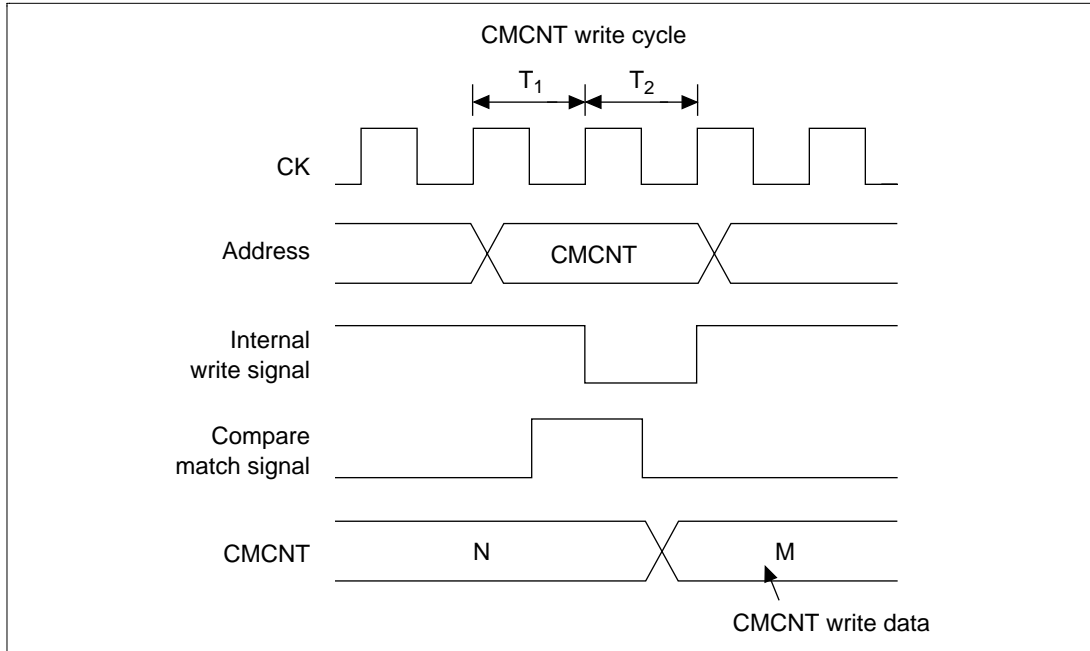 CMCNT write cycle
T1 T2
CK
Address
CMCNT
Internal
write signal
Compare
match signal
CMCNT
N
M
CMCNT write data